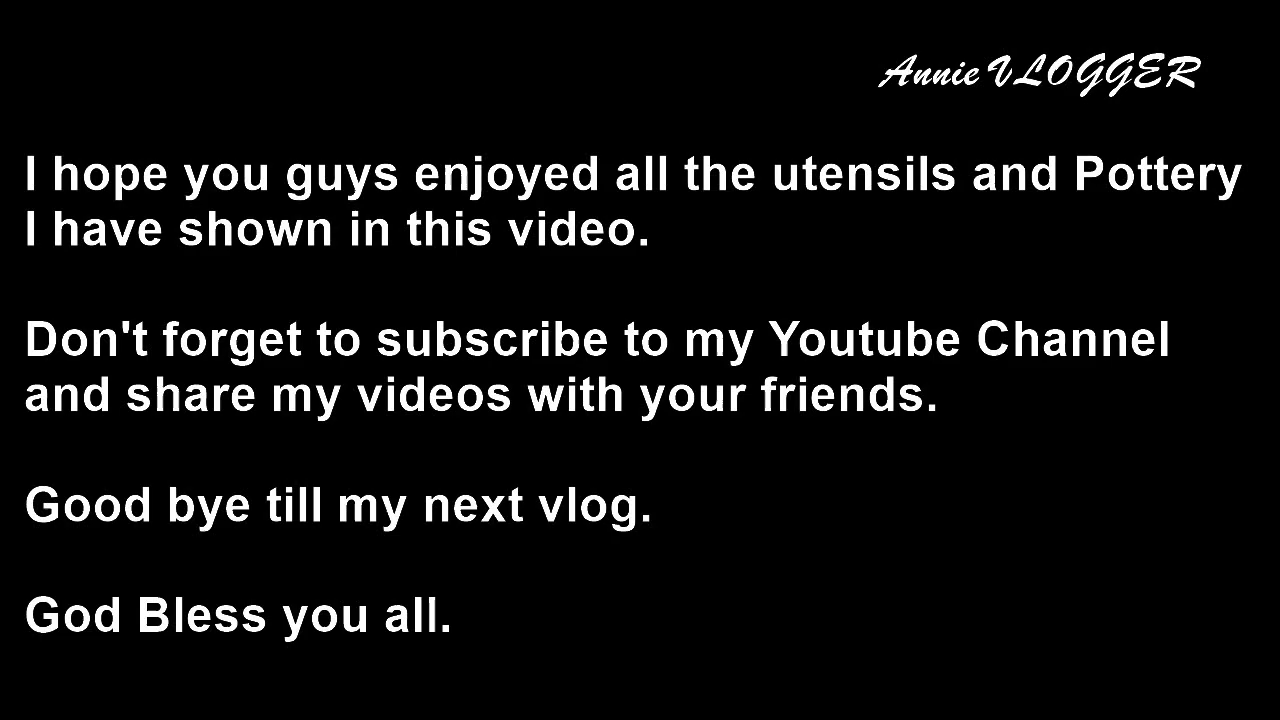 Annie VLOGGER
I hope you guys enjoyed all the utensils and Pottery
I have shown in this video.
Don't forget to subscribe to my Youtube Channel
and share my videos with your friends.
Good bye till my next vlog.
God Bless you all.